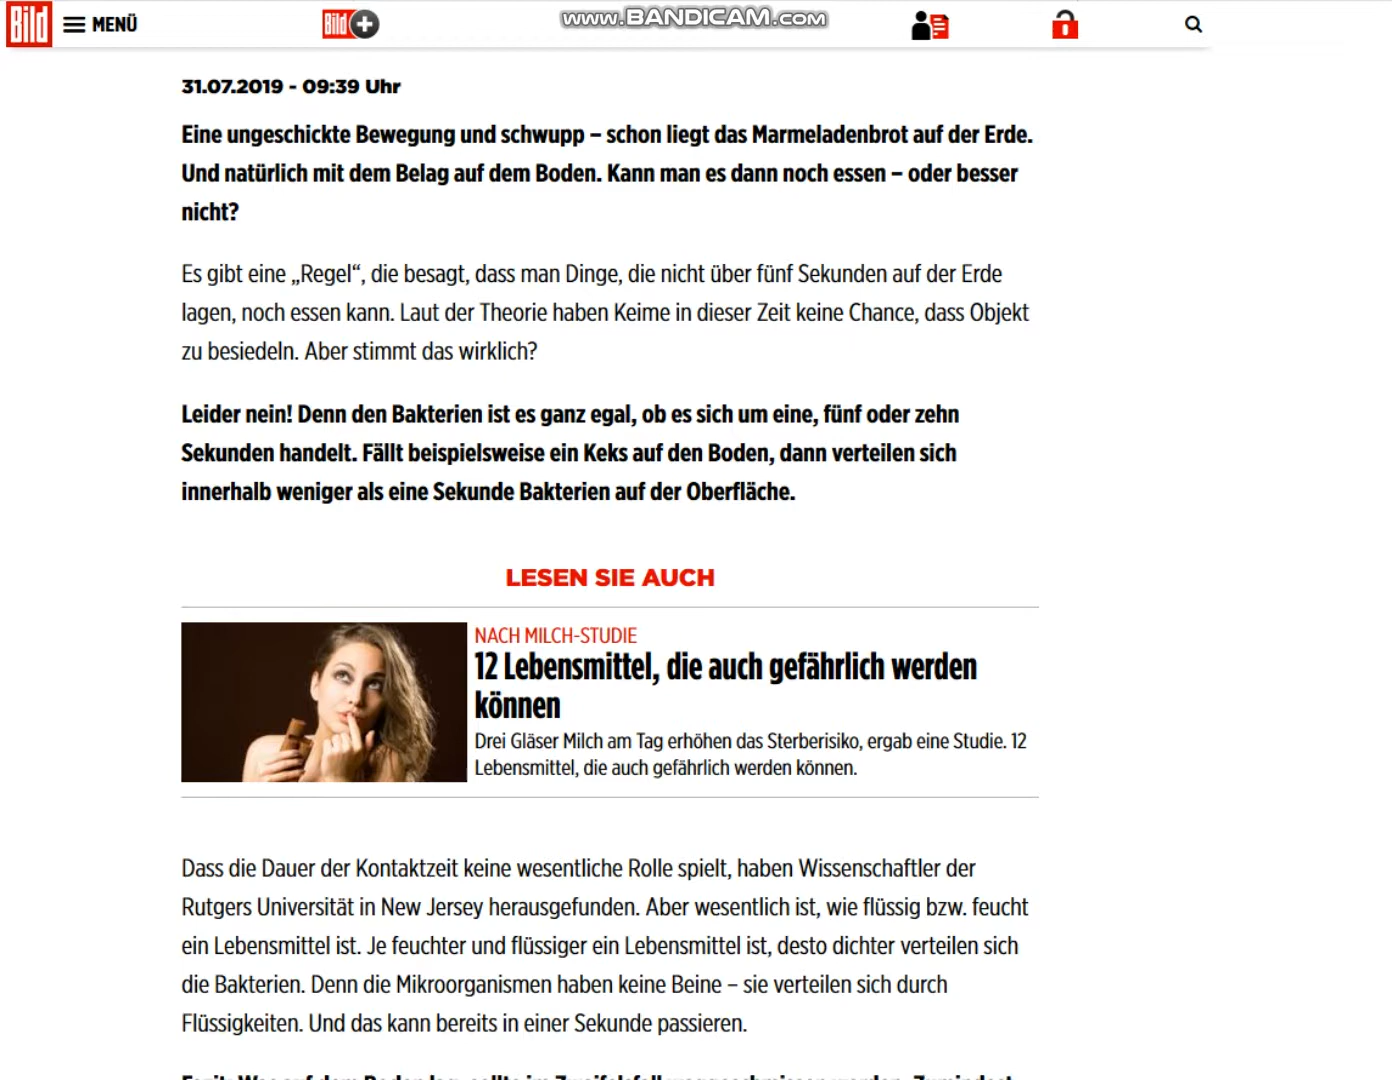 Bild MENÜ Bild+ www.BANDICAM.com
31.07.2019 - 09:39 Uhr
Eine ungeschickte Bewegung und schwupp – schon liegt das Marmeladenbrot auf der Erde.
Und natürlich mit dem Belag auf dem Boden. Kann man es dann noch essen – oder besser
nicht?
Es gibt eine „Regel“, die besagt, dass man Dinge, die nicht über fünf Sekunden auf der Erde
lagen, noch essen kann. Laut der Theorie haben Keime in dieser Zeit keine Chance, dass Objekt
zu besiedeln. Aber stimmt das wirklich?
Leider nein! Denn den Bakterien ist es ganz egal, ob es sich um eine, fünf oder zehn
Sekunden handelt. Fällt beispielsweise ein Keks auf den Boden, dann verteilen sich
innerhalb weniger als eine Sekunde Bakterien auf der Oberfläche.
LESEN SIE AUCH
NACH MILCH-STUDIE
12 Lebensmittel, die auch gefährlich werden
können
Drei Gläser Milch am Tag erhöhen das Sterberisiko, ergab eine Studie. 12
Lebensmittel, die auch gefährlich werden können.
Dass die Dauer der Kontaktzeit keine wesentliche Rolle spielt, haben Wissenschaftler der
Rutgers Universität in New Jersey herausgefunden. Aber wesentlich ist, wie flüssig bzw. feucht
ein Lebensmittel ist. Je feuchter und flüssiger ein Lebensmittel ist, desto dichter verteilen sich
die Bakterien. Denn die Mikroorganismen haben keine Beine – sie verteilen sich durch
Flüssigkeiten. Und das kann bereits in einer Sekunde passieren.